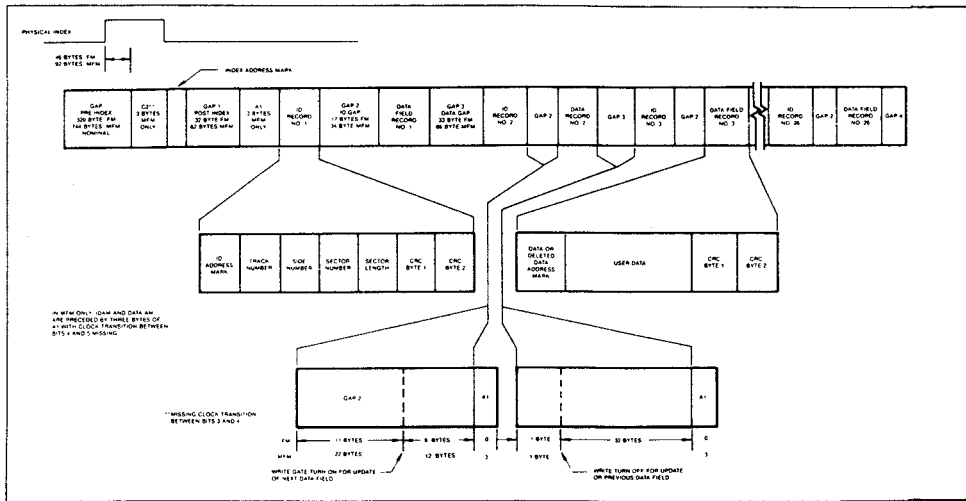 PHYSICAL INDEX
46 BYTES FM
92 BYTES MFM
INDEX ADDRESS MARK
GAP
PRE INDEX
320 BYTE FM
BYTES MFM
NOMINAL
C2**
3 BYTES
MFM
ONLY
GAP 1
POST INDEX
32 BYTE FM
62 BYTES MFM
A1
3 BYTES
MFM
ONLY
ID
RECORD
NO. 1
GAP 2
ID GAP
17 BYTES FM
34 BYTE MFM
DATA
FIELD
RECORD
NO. 1
GAP 3
DATA GAP
33 BYTE FM
66 BYTE MFM
ID
RECORD
NO. 2
GAP 2
DATA
FIELD
RECORD
NO. 2
GAP 3
ID
RECORD
NO. 3
GAP 2
DATA FIELD
RECORD
NO. 3
ID
RECORD
NO. 26
GAP 2
DATA FIELD
RECORD
NO. 26
GAP 4
ID
ADDRESS
MARK
TRACK
NUMBER
SIDE
NUMBER
SECTOR
NUMBER
SECTOR
LENGTH
CRC
BYTE 1
CRC
BYTE 2
DATA OR
DELETED
DATA
ADDRESS
MARK
USER DATA
CRC
BYTE 1
CRC
BYTE 2
IN MFM ONLY, IDAM AND DATA AM
ARE PRECEDED BY THREE BYTES OF
A1 WITH CLOCK TRANSITION BETWEEN
BITS 4 AND 5 MISSING.
GAP 2
A1
A1
**MISSING CLOCK TRANSITION
BETWEEN BITS 3 AND 4
FM 11 BYTES 6 BYTES 0 1 BYTE 32 BYTES 0
MFM 22 BYTES 12 BYTES 3 1 BYTE 3
WRITE GATE TURN ON FOR UPDATE
OF NEXT DATA FIELD
WRITE TURN OFF FOR UPDATE
OR PREVIOUS DATA FIELD